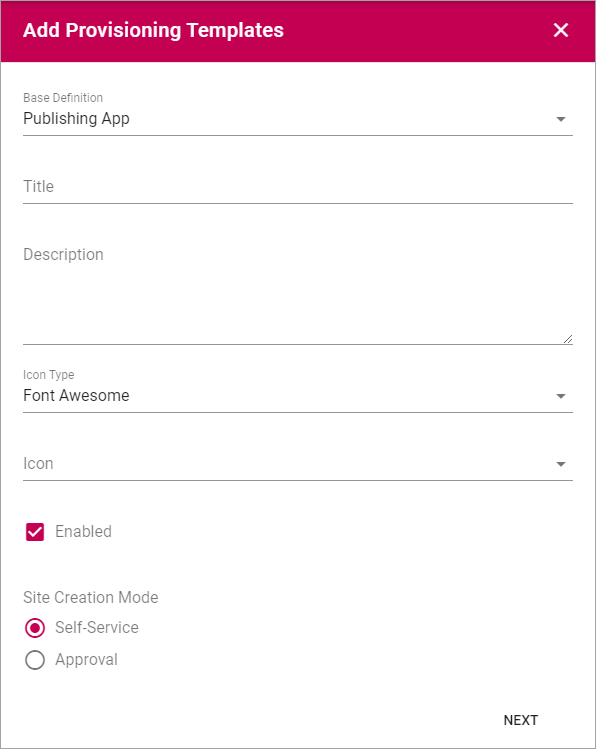 Add Provisioning Templates
Base Definition
Publishing App
Title
Description
Icon Type
Font Awesome
Icon
Enabled
Site Creation Mode
Self-Service
Approval
NEXT